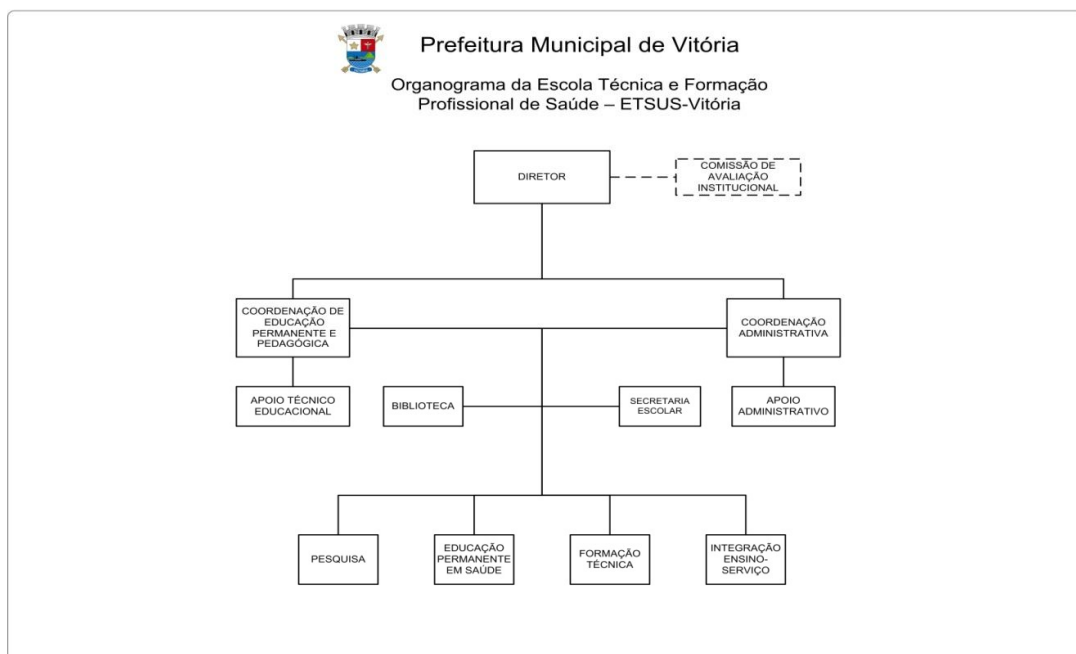 Prefeitura Municipal de Vitória
Organograma da Escola Técnica e Formação
Profissional de Saúde – ETSUS-Vitória
DIRETOR
COMISSÃO DE
AVALIAÇÃO
INSTITUCIONAL
COORDENAÇÃO DE
EDUCAÇÃO
PERMANENTE E
PEDAGÓGICA
COORDENAÇÃO
ADMINISTRATIVA
APOIO TÉCNICO
EDUCACIONAL
BIBLIOTECA
SECRETARIA
ESCOLAR
APOIO
ADMINISTRATIVO
PESQUISA
EDUCAÇÃO
PERMANENTE
EM SAÚDE
FORMAÇÃO
TÉCNICA
INTEGRAÇÃO
ENSINO-
SERVIÇO